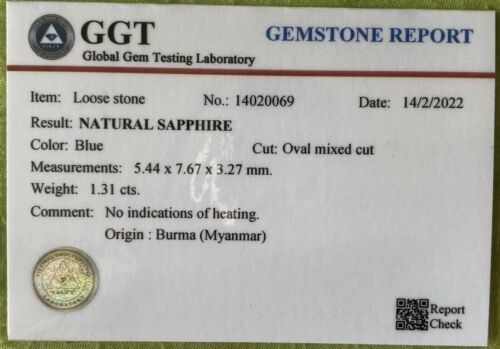 GGT
Global Gem Testing Laboratory
GEMSTONE REPORT
Item: Loose stone No.: 14020069 Date: 14/2/2022
Result: NATURAL SAPPHIRE
Color: Blue Cut: Oval mixed cut
Measurements: 5.44 x 7.67 x 3.27 mm.
Weight: 1.31 cts.
Comment: No indications of heating.
Origin : Burma (Myanmar)
GGT
Report
Check